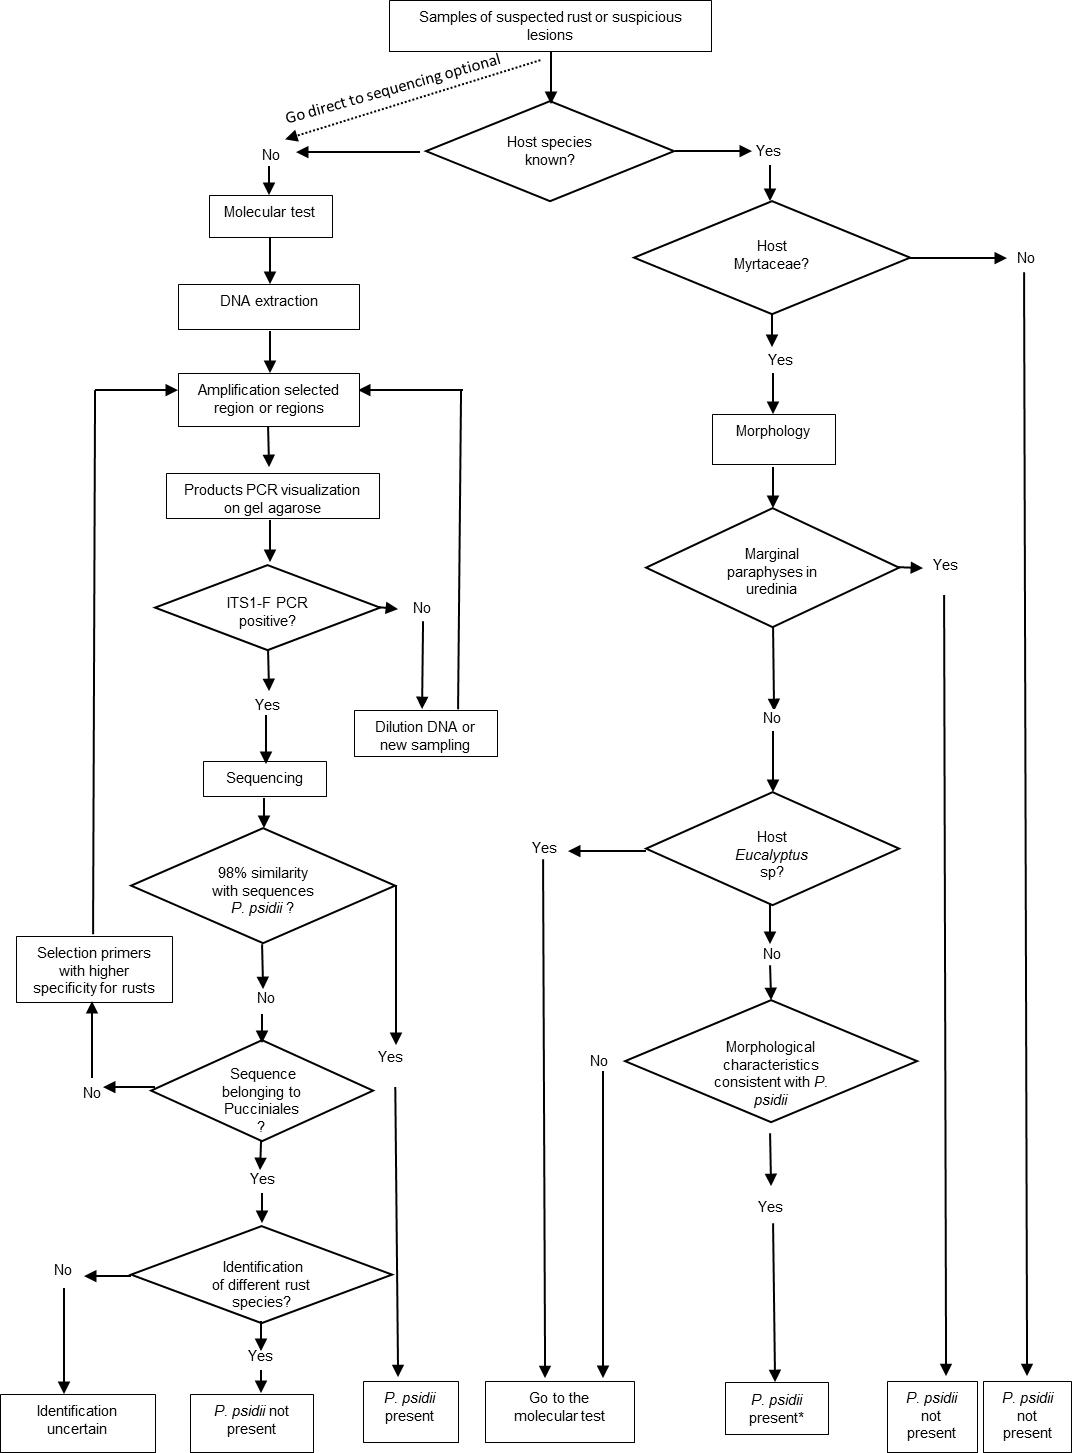 Samples of suspected rust or suspicious
lesions
Go direct to sequencing optional
Host species
known?
No
Yes
Molecular test
Host
Myrtaceae?
No
DNA extraction
Yes
Amplification selected
region or regions
Morphology
Products PCR visualization
on gel agarose
Marginal
paraphyses in
uredinia
Yes
ITS1-F PCR
positive?
No
Yes
No
Dilution DNA or
new sampling
Sequencing
Host
Eucalyptus
sp?
Yes
98% similarity
with sequences
P. psidii ?
Selection primers
with higher
specificity for rusts
No
No
Yes
Morphological
characteristics
consistent with P.
psidii
No
Sequence
belonging to
Pucciniales
?
No
Yes
Yes
Identification
of different rust
species?
No
Yes
Identification
uncertain
P. psidii not
present
P. psidii
present
Go to the
molecular test
P. psidii
present*
P. psidii
not
present
P. psidii
not
present